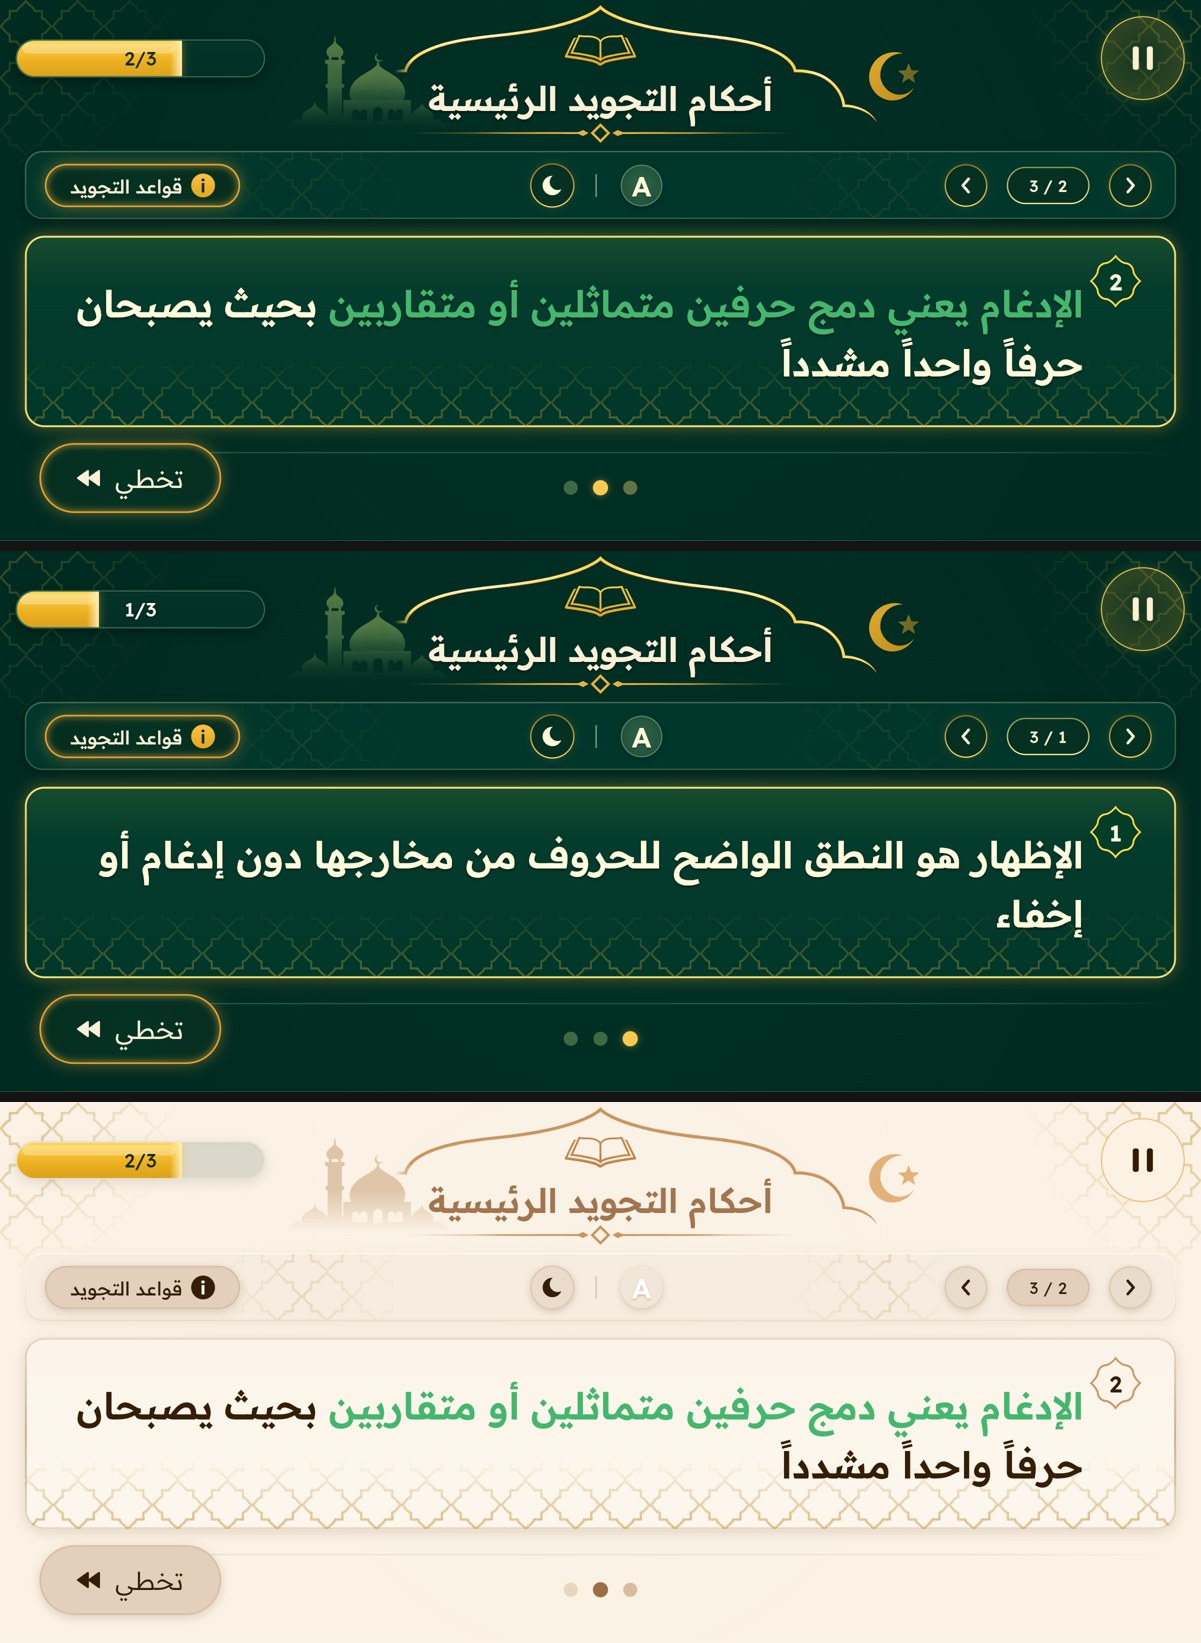 2/3
أحكام التجويد الرئيسية
قواعد التجويد
A
3 / 2
2
الإدغام يعني دمج حرفين متماثلين أو متقاربين بحيث يصبحان
حرفاً واحداً مشدداً
تخطي
1/3
أحكام التجويد الرئيسية
قواعد التجويد
A
3 / 1
1
الإظهار هو النطق الواضح للحروف من مخارجها دون إدغام أو
إخفاء
تخطي
2/3
أحكام التجويد الرئيسية
قواعد التجويد
A
3 / 2
2
الإدغام يعني دمج حرفين متماثلين أو متقاربين بحيث يصبحان
حرفاً واحداً مشدداً
تخطي